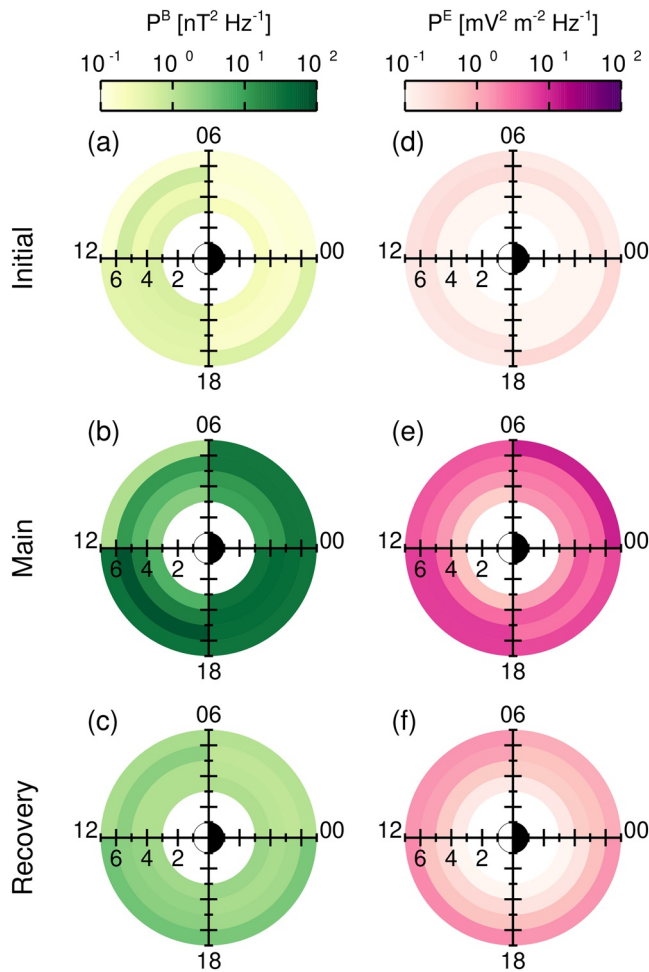 P^B [nT^2 Hz^-1] P^E [mV^2 m^-2 Hz^-1]
10^-1 10^0 10^1 10^2 10^-1 10^0 10^1 10^2
(a) 06 (d) 06
Initial
12 00 12 00
6 4 2 6 4 2
18 18
(b) 06 (e) 06
Main
12 00 12 00
6 4 2 6 4 2
18 18
(c) 06 (f) 06
Recovery
12 00 12 00
6 4 2 6 4 2
18 18